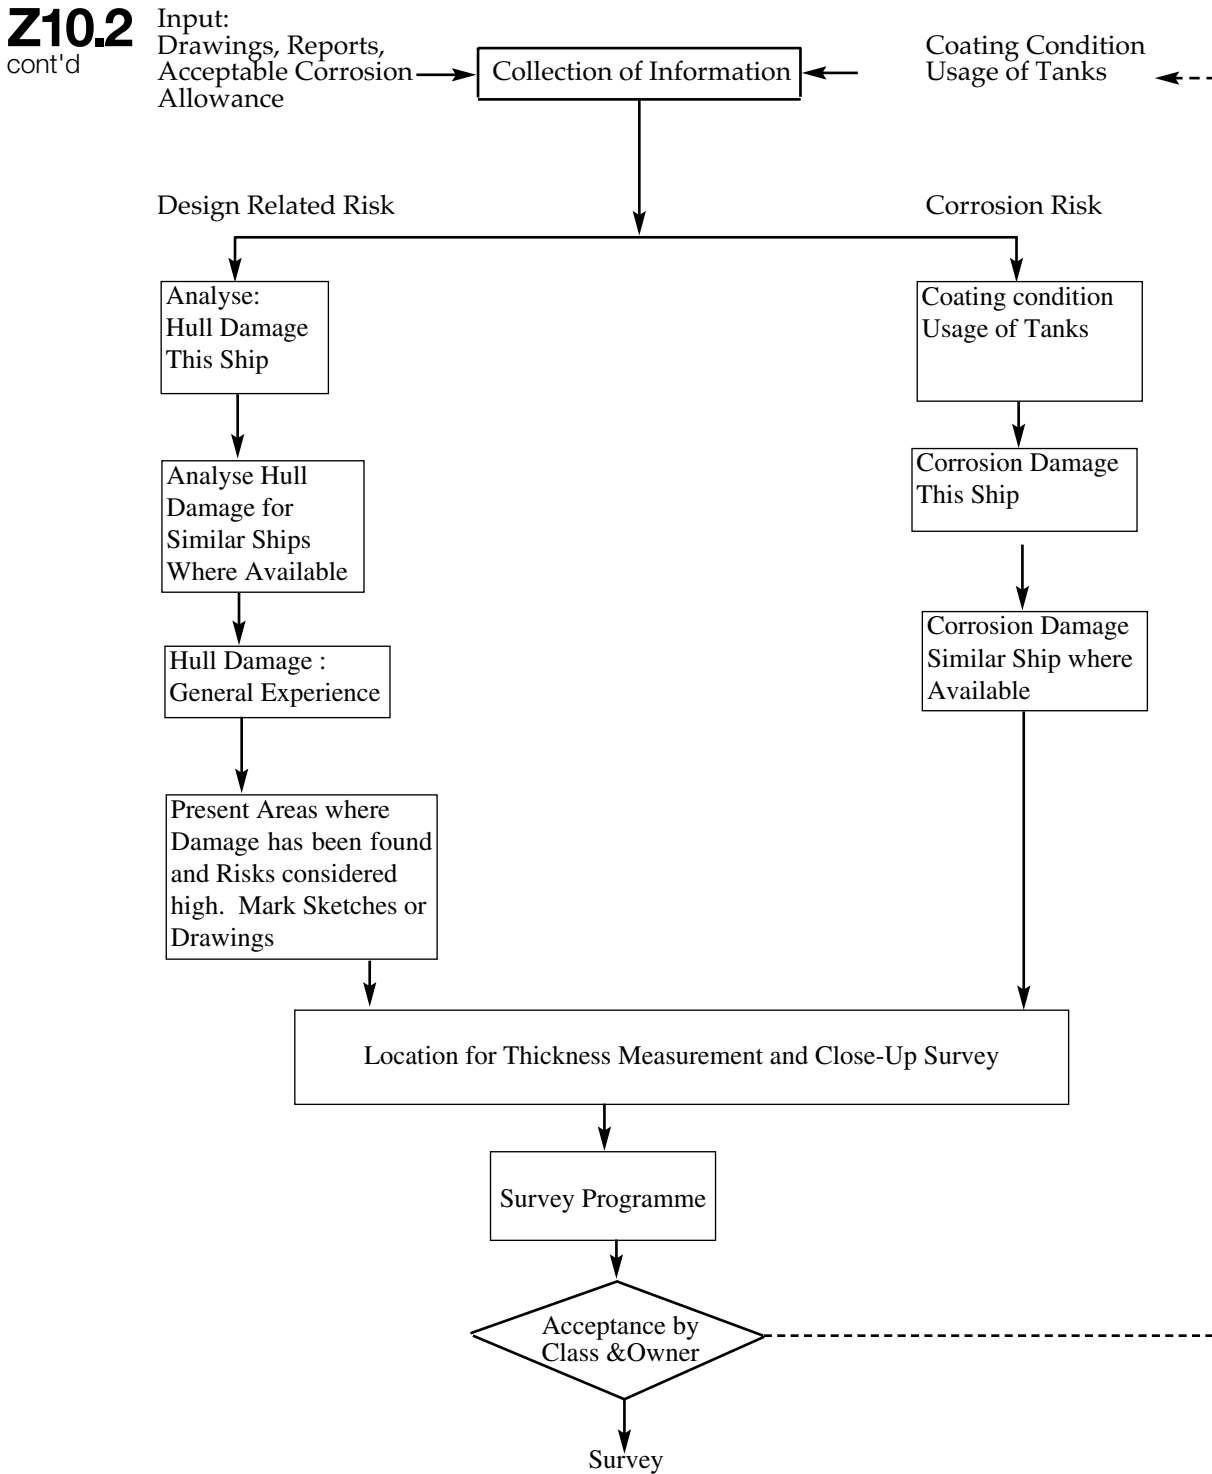 Z10.2
cont'd
Input:
Drawings, Reports,
Acceptable Corrosion
Allowance
Collection of Information
Coating Condition
Usage of Tanks
Design Related Risk
Corrosion Risk
Analyse:
Hull Damage
This Ship
Coating condition
Usage of Tanks
Analyse Hull
Damage for
Similar Ships
Where Available
Corrosion Damage
This Ship
Hull Damage :
General Experience
Corrosion Damage
Similar Ship where
Available
Present Areas where
Damage has been found
and Risks considered
high. Mark Sketches or
Drawings
Location for Thickness Measurement and Close-Up Survey
Survey Programme
Acceptance by
Class &Owner
Survey